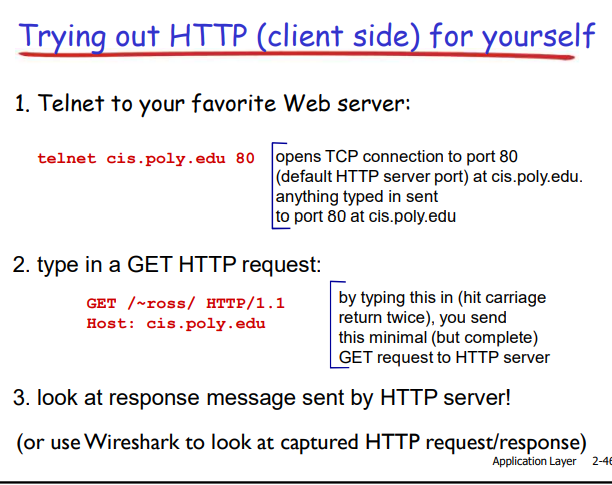 Trying out HTTP (client side) for yourself
1. Telnet to your favorite Web server:
telnet cis.poly.edu 80
opens TCP connection to port 80
(default HTTP server port) at cis.poly.edu.
anything typed in sent
to port 80 at cis.poly.edu
2. type in a GET HTTP request:
GET /~ross/ HTTP/1.1
Host: cis.poly.edu
by typing this in (hit carriage
return twice), you send
this minimal (but complete)
GET request to HTTP server
3. look at response message sent by HTTP server!
(or use Wireshark to look at captured HTTP request/response)
Application Layer 2-46